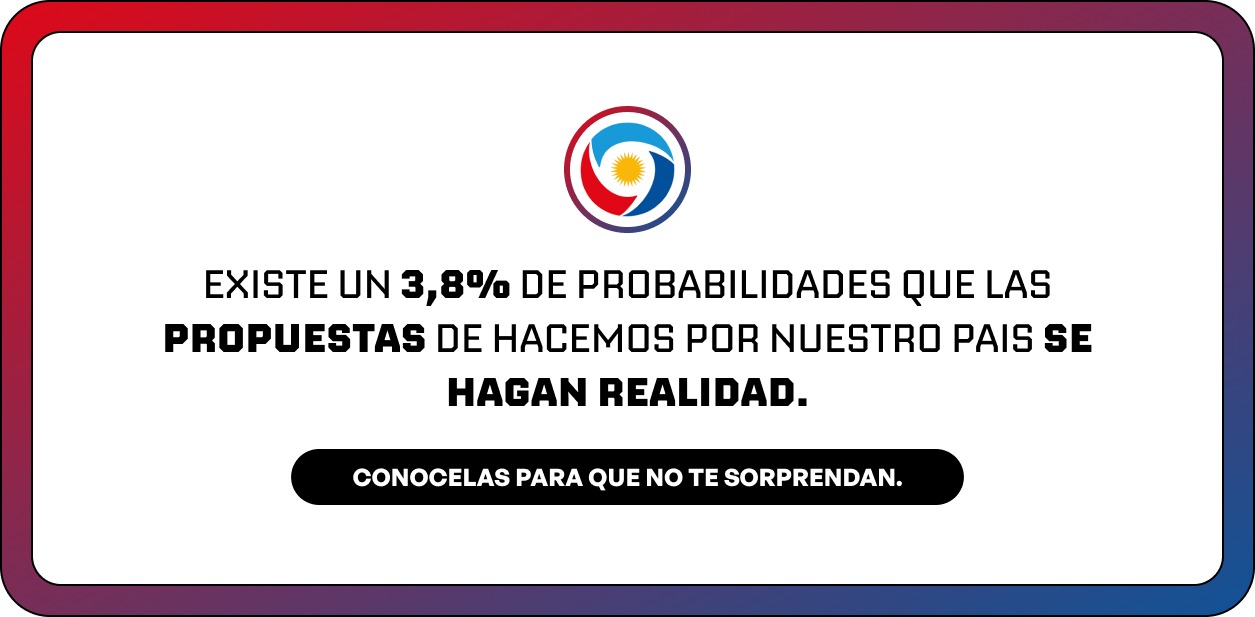 EXISTE UN 3,8% DE PROBABILIDADES QUE LAS
PROPUESTAS DE HACEMOS POR NUESTRO PAIS SE
HAGAN REALIDAD.
CONOCELAS PARA QUE NO TE SORPRENDAN.